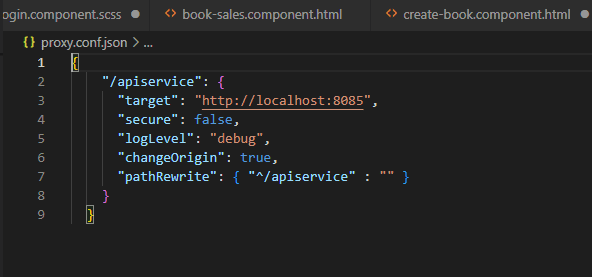 ogin.component.scss book-sales.component.html create-book.component.html
{} proxy.conf.json > ...
1 {
2 "/apiservice": {
3 "target": "http://localhost:8085",
4 "secure": false,
5 "logLevel": "debug",
6 "changeOrigin": true,
7 "pathRewrite": { "^/apiservice" : "" }
8 }
9 }